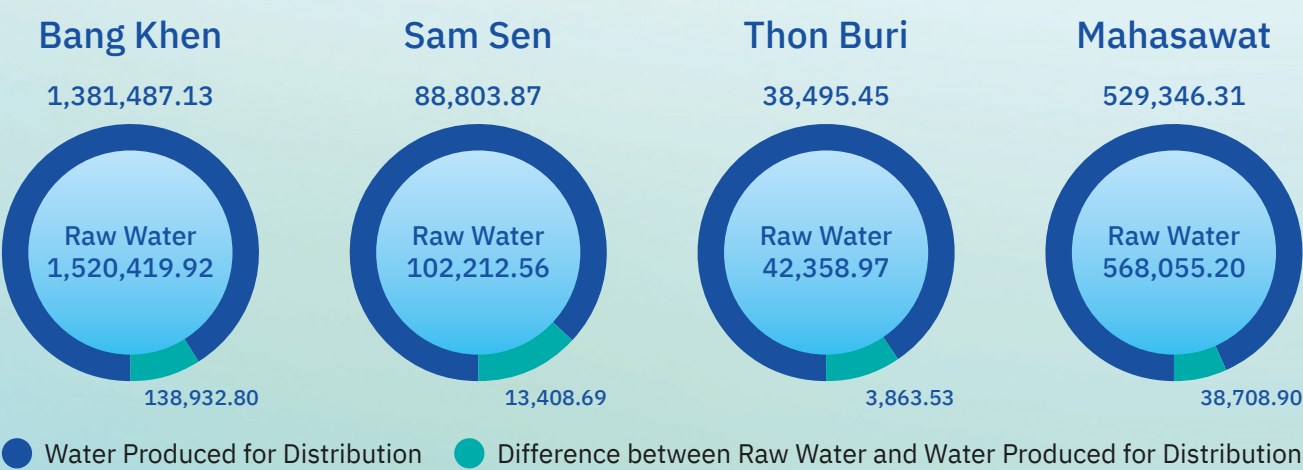 Bang Khen
1,381,487.13
Raw Water
1,520,419.92
138,932.80
Sam Sen
88,803.87
Raw Water
102,212.56
13,408.69
Thon Buri
38,495.45
Raw Water
42,358.97
3,863.53
Mahasawat
529,346.31
Raw Water
568,055.20
38,708.90
Water Produced for Distribution
Difference between Raw Water and Water Produced for Distribution